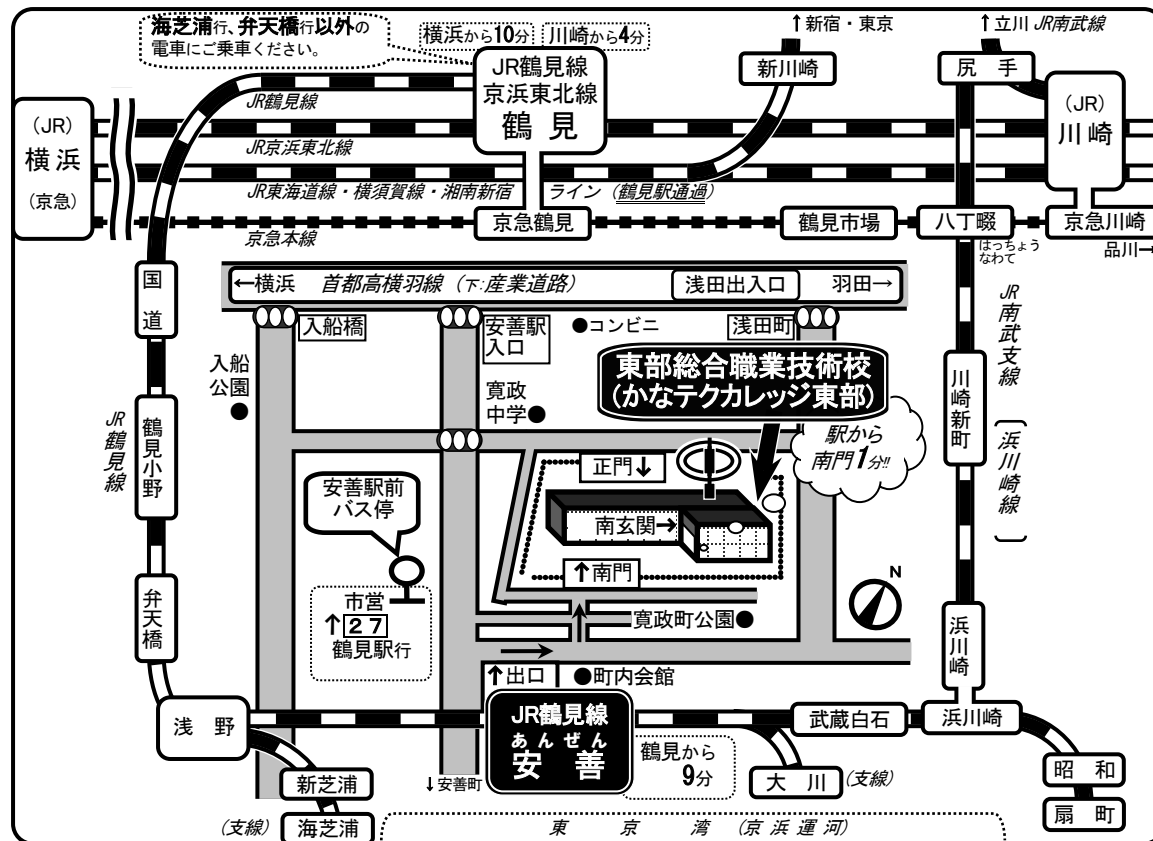 海芝浦行、弁天橋行以外の
電車にご乗車ください。
横浜から10分
川崎から4分
↑新宿・東京
↑立川 JR南武線
JR鶴見線
京浜東北線
鶴見
新川崎
尻手
(JR)
横浜
(京急)
(JR)
川崎
JR鶴見線
JR京浜東北線
JR東海道線・横須賀線・湘南新宿 ライン (鶴見駅通過)
京急本線
京急鶴見
鶴見市場
八丁畷
はっちょう
なわて
京急川崎
品川→
国道
←横浜 首都高横羽線 (下:産業道路)
浅田出入口
羽田→
入船橋
安善駅
入口
●コンビニ
浅田町
入船
公園
●
寛政
中学●
東部総合職業技術校
(かなテクカレッジ東部)
駅から
南門1分!!
JR南武支線
[浜川崎線]
川崎新町
JR鶴見線
鶴見小野
正門↓
南玄関→
↑南門
安善駅前
バス停
市営
↑27
鶴見駅行
寛政町公園●
N
弁天橋
浜川崎
↑出口
●町内会館
浅野
JR鶴見線
あんぜん
安善
鶴見から
9分
武蔵白石
浜川崎
↓安善町
大川
(支線)
昭和
扇町
新芝浦
(支線)
海芝浦
東京湾 (京浜運河)